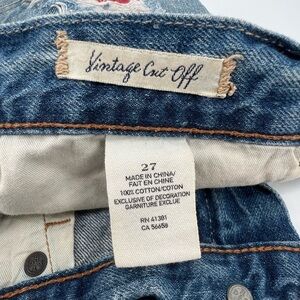 Vintage Cut Off
27
MADE IN CHINA/
FAIT EN CHINE
100% COTTON/COTON
EXCLUSIVE OF DECORATION
GARNITURE EXCLUE
RN 41381
CA 56650